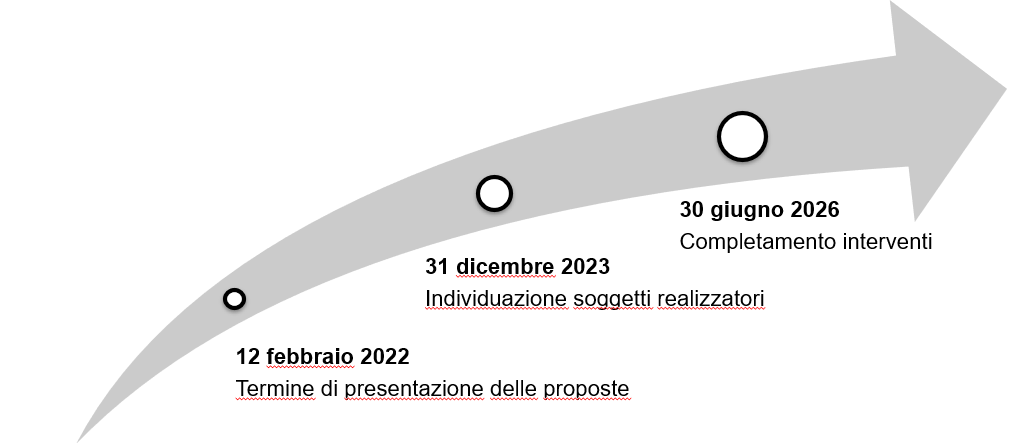 30 giugno 2026
Completamento interventi
31 dicembre 2023
Individuazione soggetti realizzatori
12 febbraio 2022
Termine di presentazione delle proposte